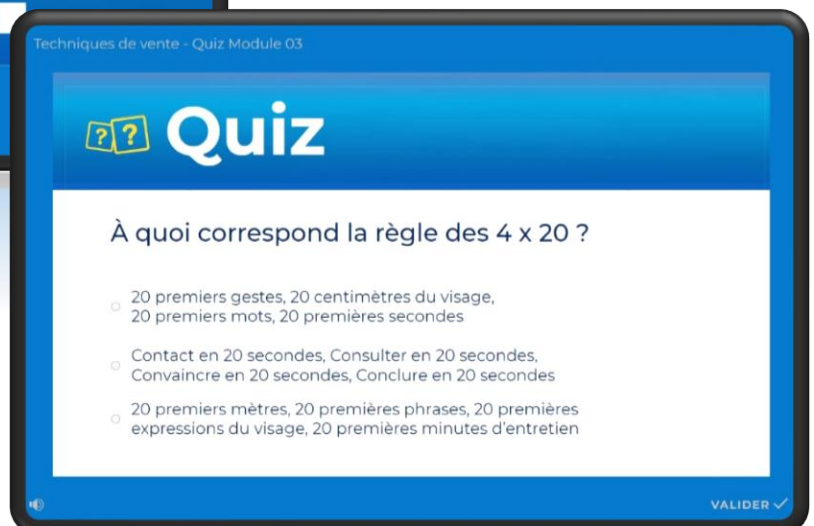 Techniques de vente - Quiz Module 03
?? Quiz
À quoi correspond la règle des 4 x 20 ?
20 premiers gestes, 20 centimètres du visage,
20 premiers mots, 20 premières secondes
Contact en 20 secondes, Consulter en 20 secondes,
Convaincre en 20 secondes, Conclure en 20 secondes
20 premiers mètres, 20 premières phrases, 20 premières
expressions du visage, 20 premières minutes d'entretien
VALIDER